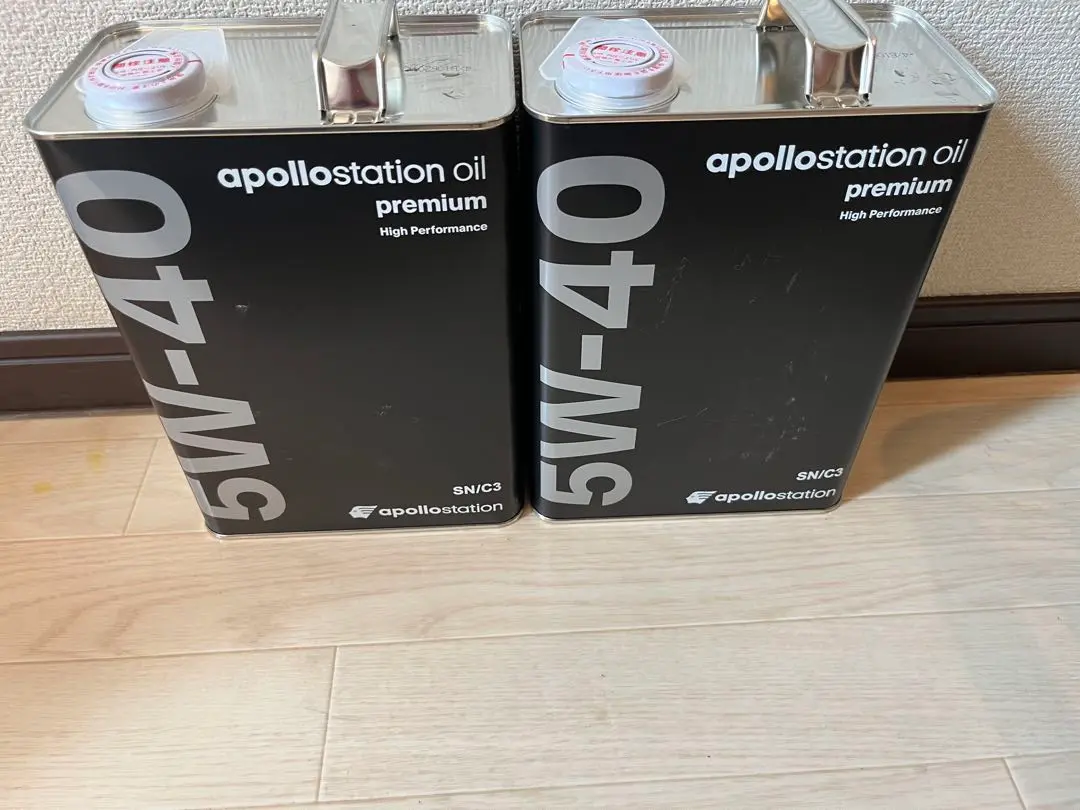 apollostation oil
premium
High Performance
5W-40
SN/C3
apollostation
apollostation oil
premium
High Performance
5W-40
SN/C3
apollostation